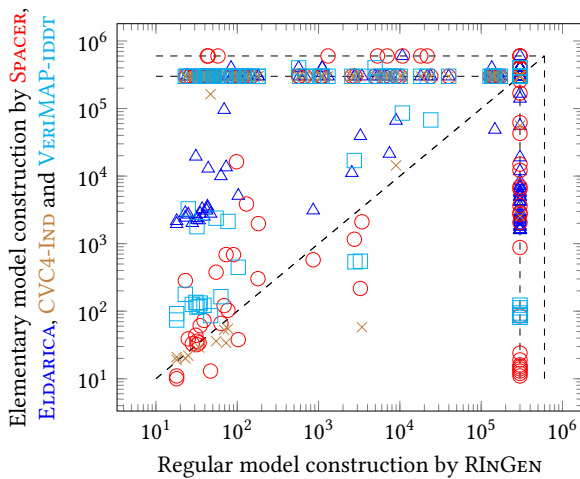 Elementary model construction by SPACER,
ELDARICA, CVC4-IND and VERIMAP-IDDT
10^6
10^5
10^4
10^3
10^2
10^1
10^1 10^2 10^3 10^4 10^5 10^6
Regular model construction by RINGEN